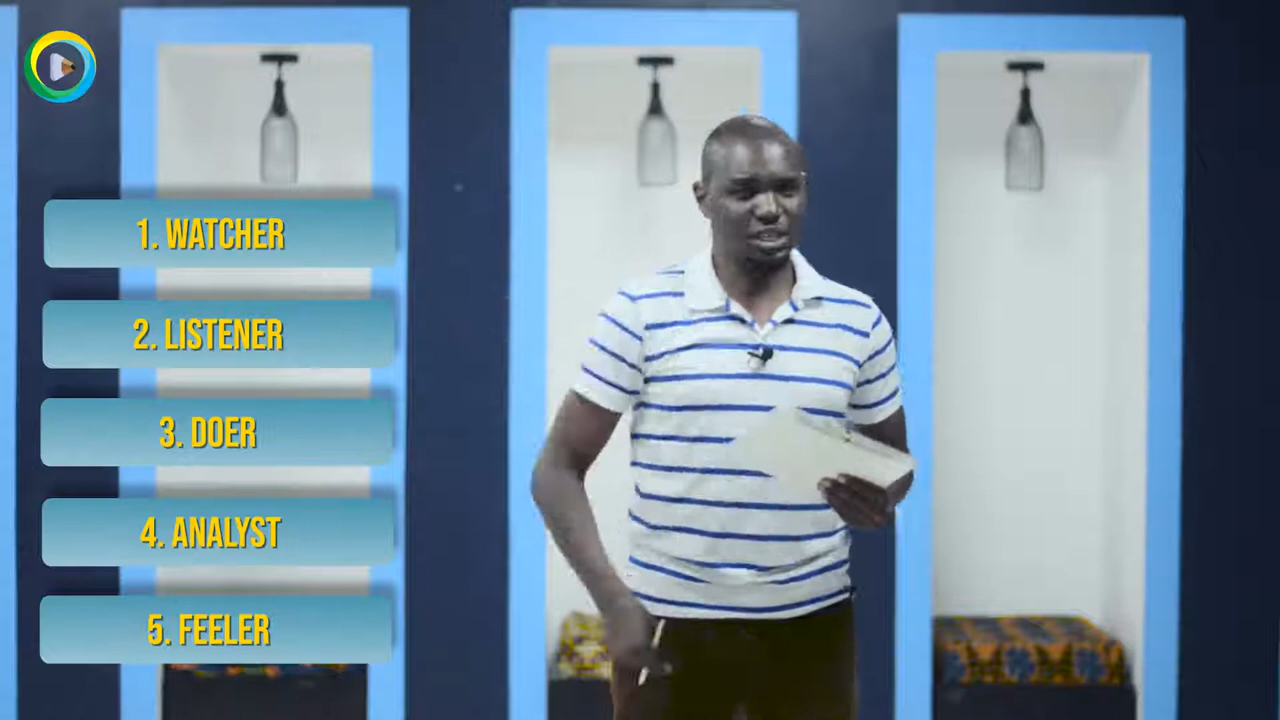 1. WATCHER
2. LISTENER
3. DOER
4. ANALYST
5. FEELER